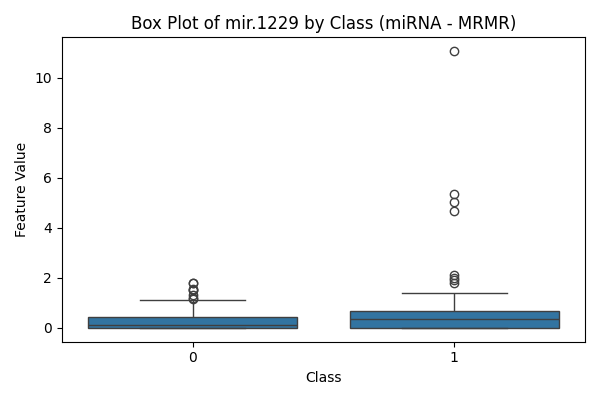 Box Plot of mir.1229 by Class (miRNA - MRMR)
Feature Value
10
8
6
4
2
0
0 1
Class